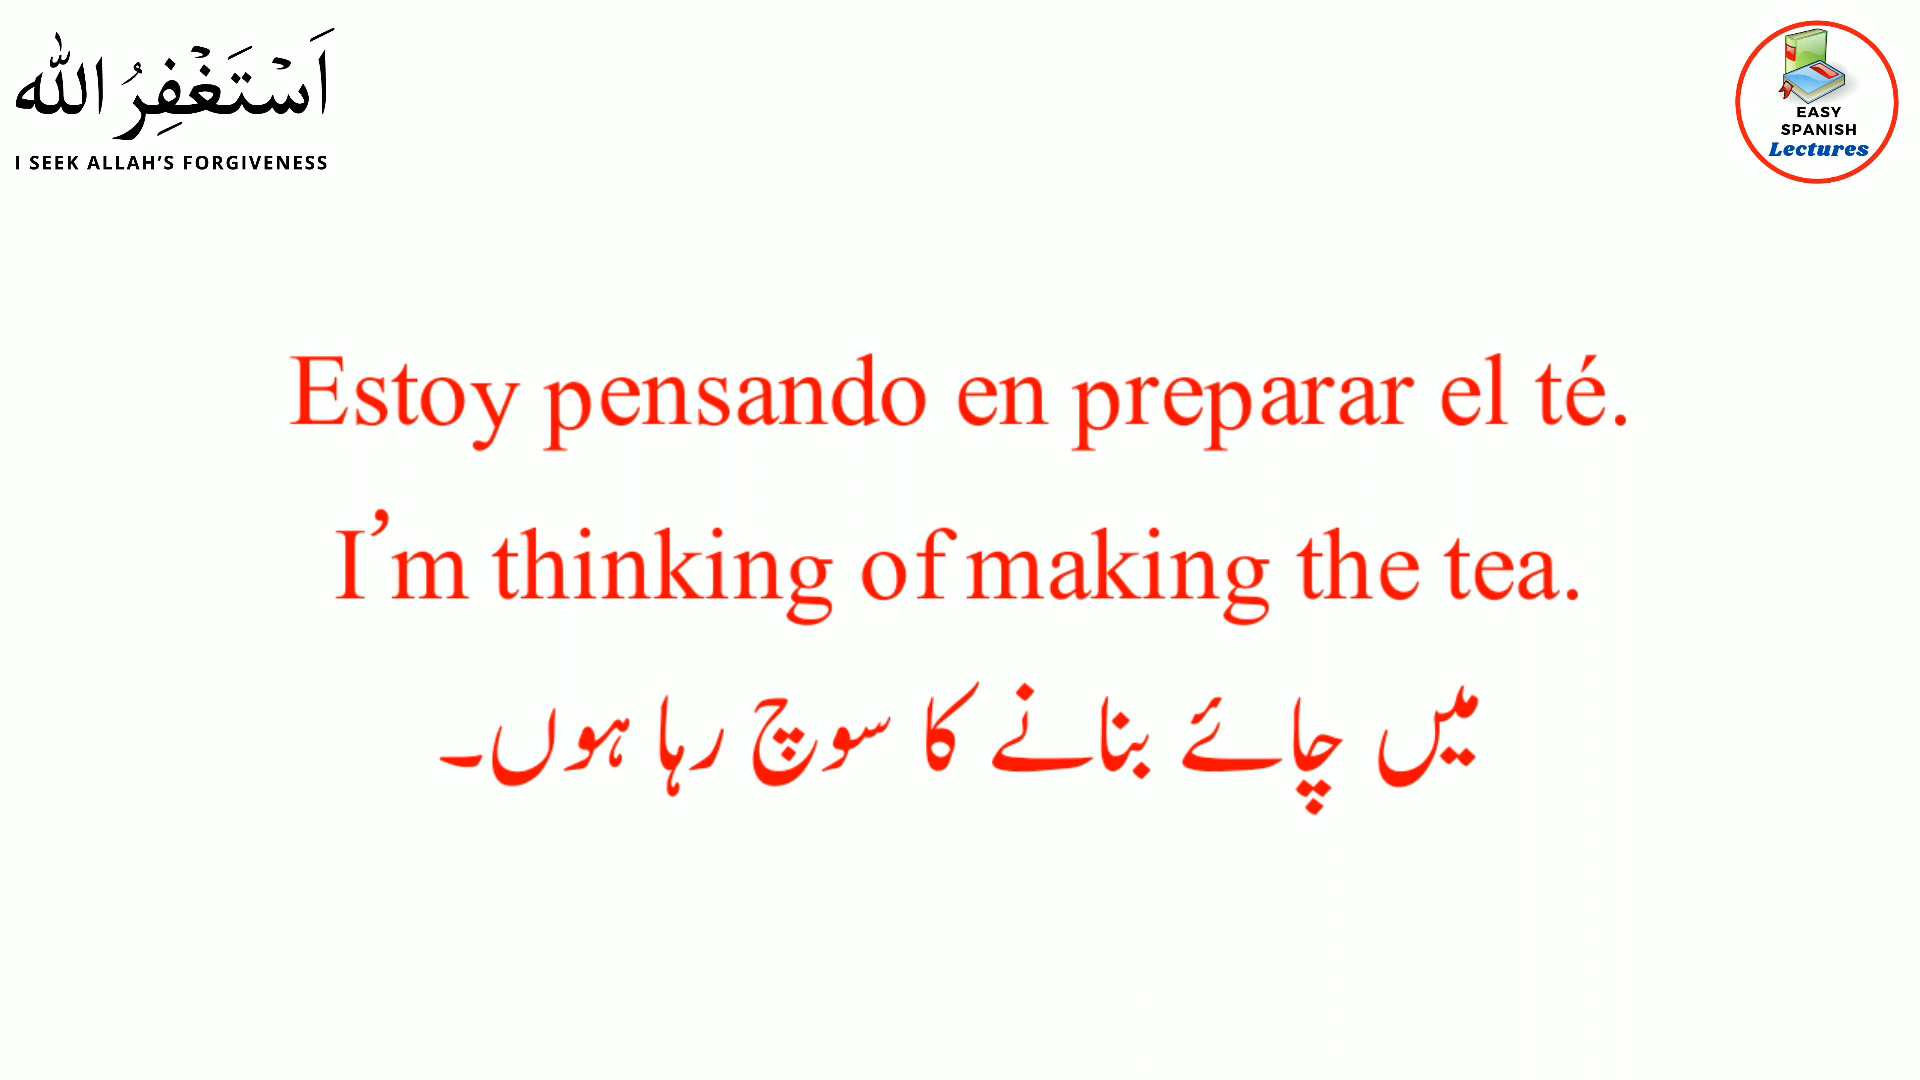 اَسْتَغْفِرُ الله
I SEEK ALLAH’S FORGIVENESS
EASY
SPANISH
Lectures
Estoy pensando en preparar el té.
I’m thinking of making the tea.
میں چائے بنانے کا سوچ رہا ہوں۔